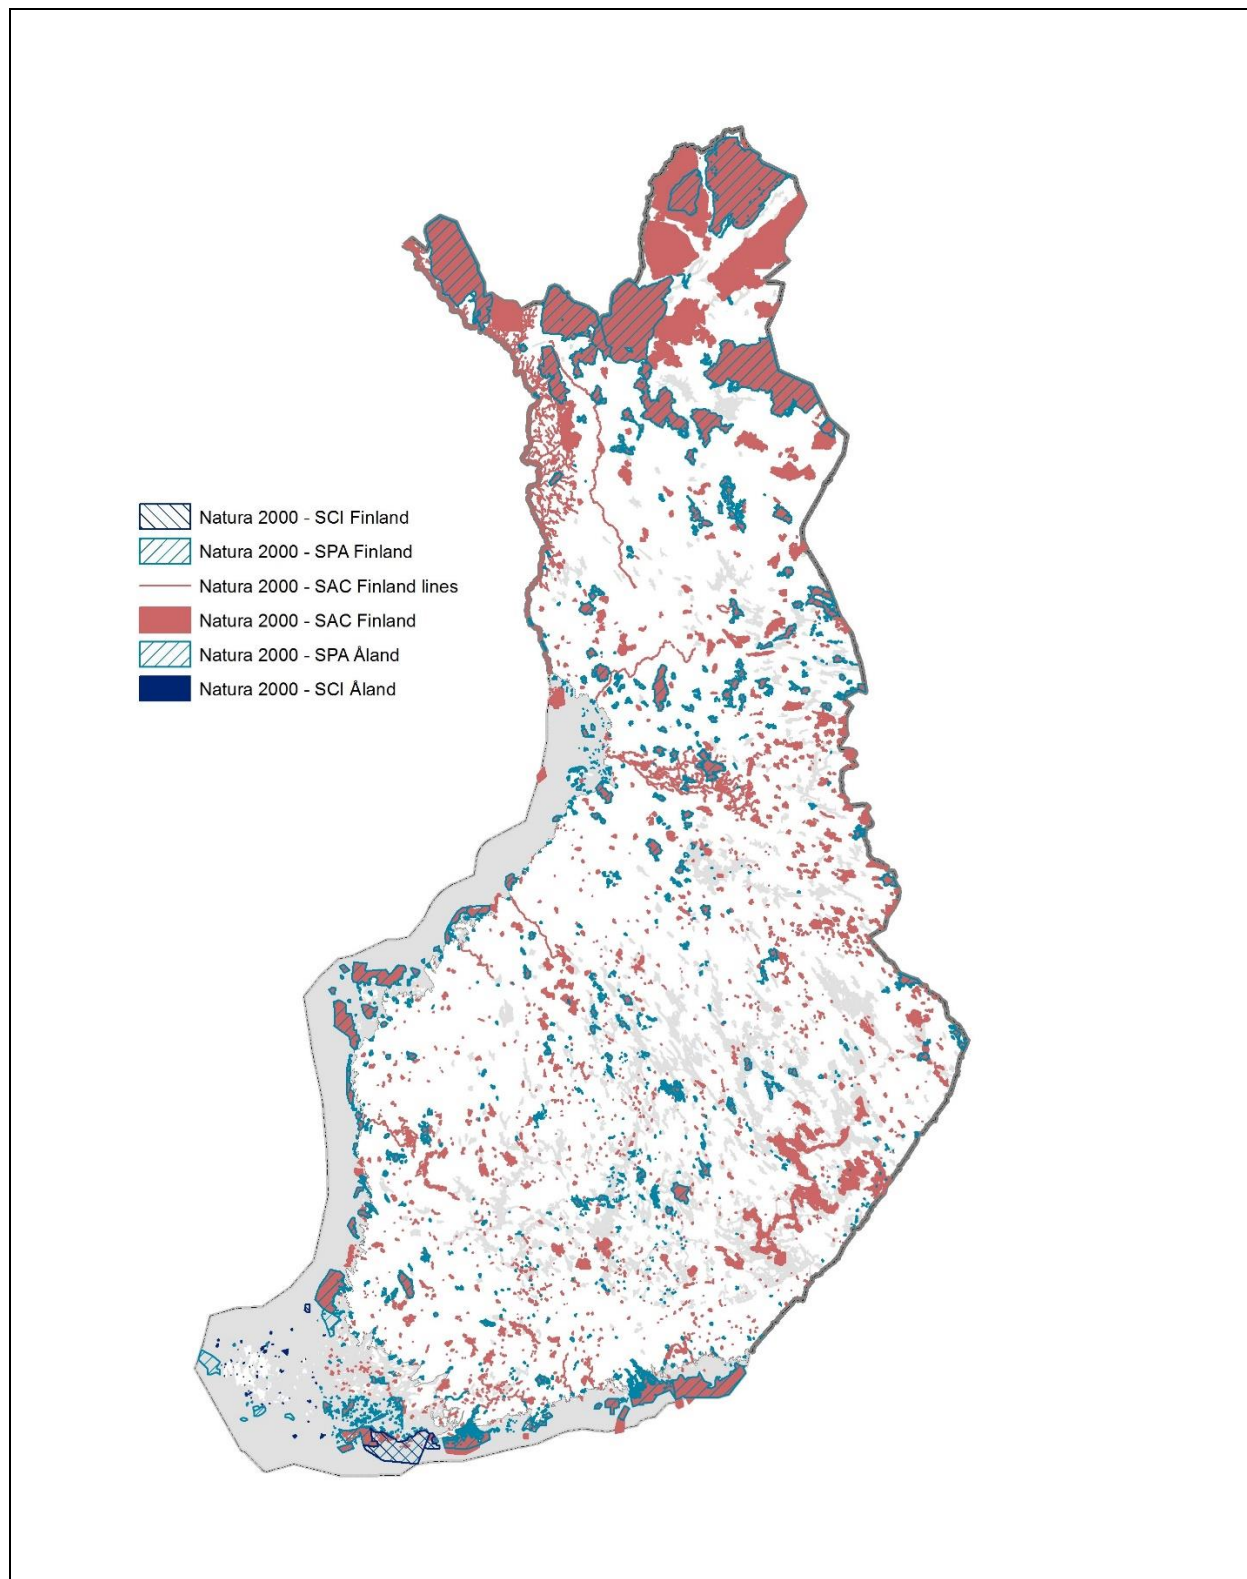 Natura 2000 - SCI Finland
Natura 2000 - SPA Finland
Natura 2000 - SAC Finland lines
Natura 2000 - SAC Finland
Natura 2000 - SPA Åland
Natura 2000 - SCI Åland